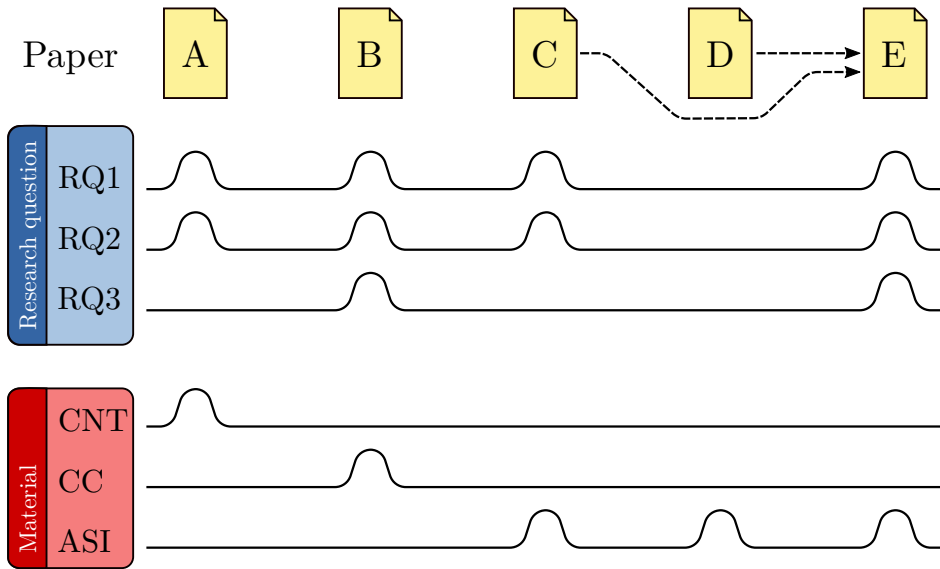 Paper A B C D E
Research question
RQ1
RQ2
RQ3
Material
CNT
CC
ASI